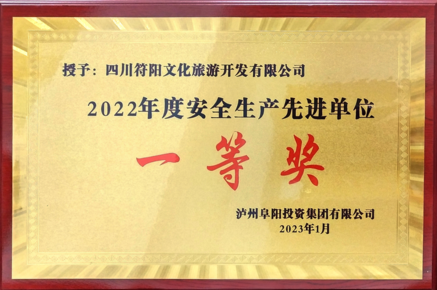 授予：四川符阳文化旅游开发有限公司
2022年度安全生产先进单位
一等奖
泸州阜阳投资集团有限公司
2023年1月